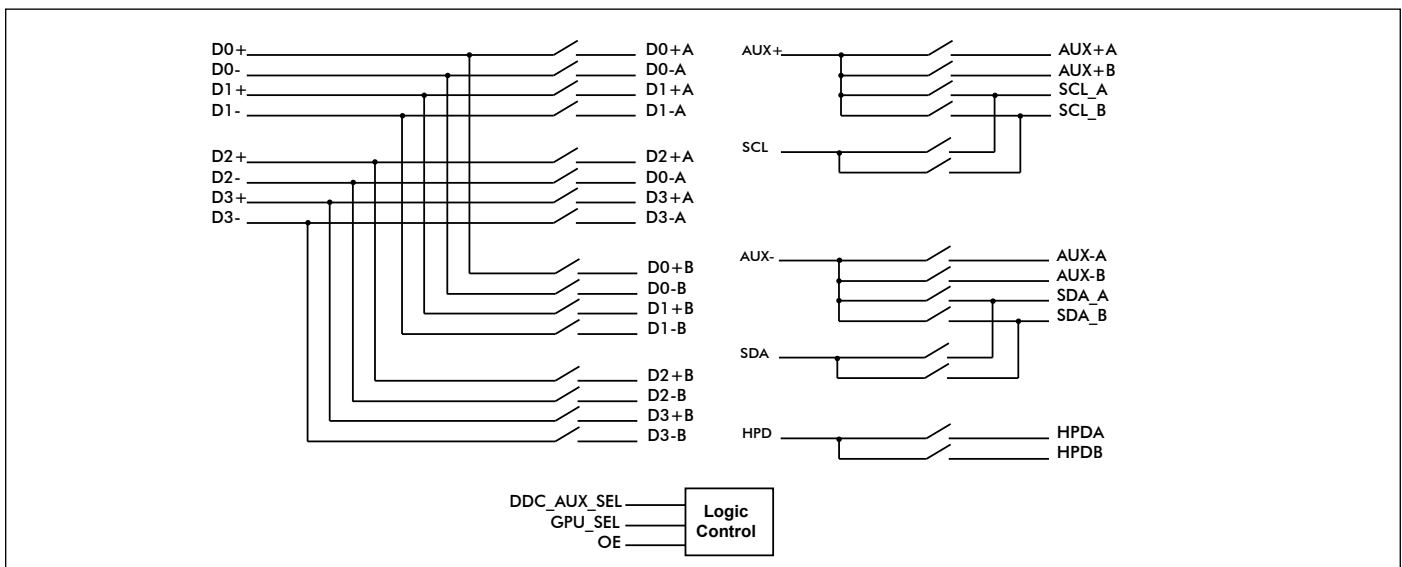 D0+
D0-
D1+
D1-
D2+
D2-
D3+
D3-
D0+A
D0-A
D1+A
D1-A
D2+A
D0-A
D3+A
D3-A
D0+B
D0-B
D1+B
D1-B
D2+B
D2-B
D3+B
D3-B
AUX+
SCL
AUX+A
AUX+B
SCL_A
SCL_B
AUX-
SDA
AUX-A
AUX-B
SDA_A
SDA_B
HPD
HPDA
HPDB
DDC_AUX_SEL
GPU_SEL
OE
Logic
Control